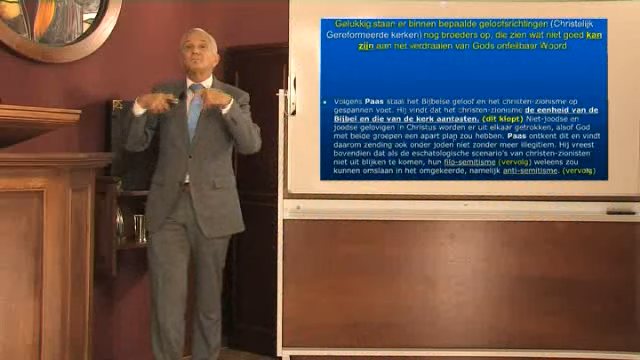 Gelukkig staan er binnen bepaalde geloofsrichtingen (Christelijk
Gereformeerde kerken) nog broeders op, die zien wat niet goed kan
zijn aan het verdraaien van Gods onfeilbaar Woord
• Volgens Paas staat het Bijbelse geloof en het christen-zionisme op
gespannen voet. Hij vindt dat het christen-zionisme de eenheid van de
Bijbel en die van de kerk aantasten. (dit klopt) Niet-joodse en
joodse gelovigen in Christus worden er uit elkaar getrokken, alsof God
met beide groepen een apart plan zou hebben. Paas ontkent dit en vindt
daarom zending ook onder joden niet zonder meer illegitiem. Hij vreest
bovendien dat als de eschatologische scenario's van christen-zionisten
niet uit blijken te komen, hun filo-semitisme (vervolg) weleens zou
kunnen omslaan in het omgekeerde, namelijk anti-semitisme. (vervolg)